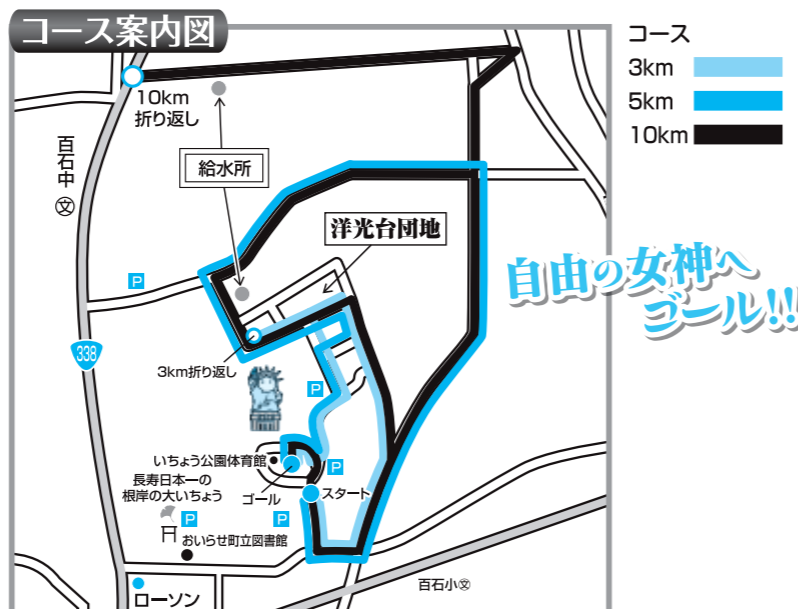 コース案内図
コース
3km
5km
10km
10km
折り返し
百石中
文
給水所
洋光台団地
P
自由の女神へ
ゴール!!
338
3km折り返し
P
いちょう公園体育館
P
ゴール
スタート
長寿日本一の
根岸の大いちょう
P
P
おいらせ町立図書館
ローソン
百石小文